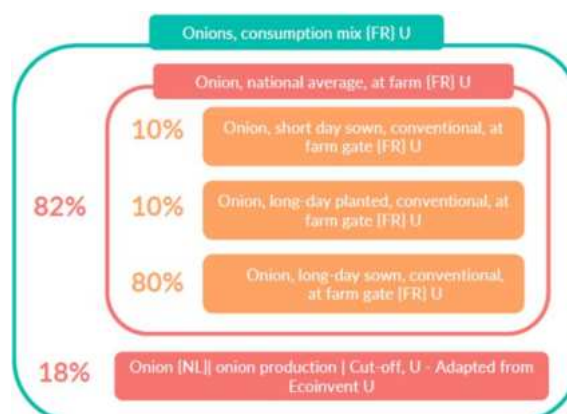 Onions, consumption mix {FR} U
Onion, national average, at farm {FR} U
10%
Onion, short day sown, conventional, at
farm gate {FR} U
82%
10%
Onion, long-day planted, conventional, at
farm gate {FR} U
80%
Onion, long-day sown, conventional,
at farm gate {FR} U
18%
Onion {NL}| onion production | Cut-off, U - Adapted from
Ecoinvent U